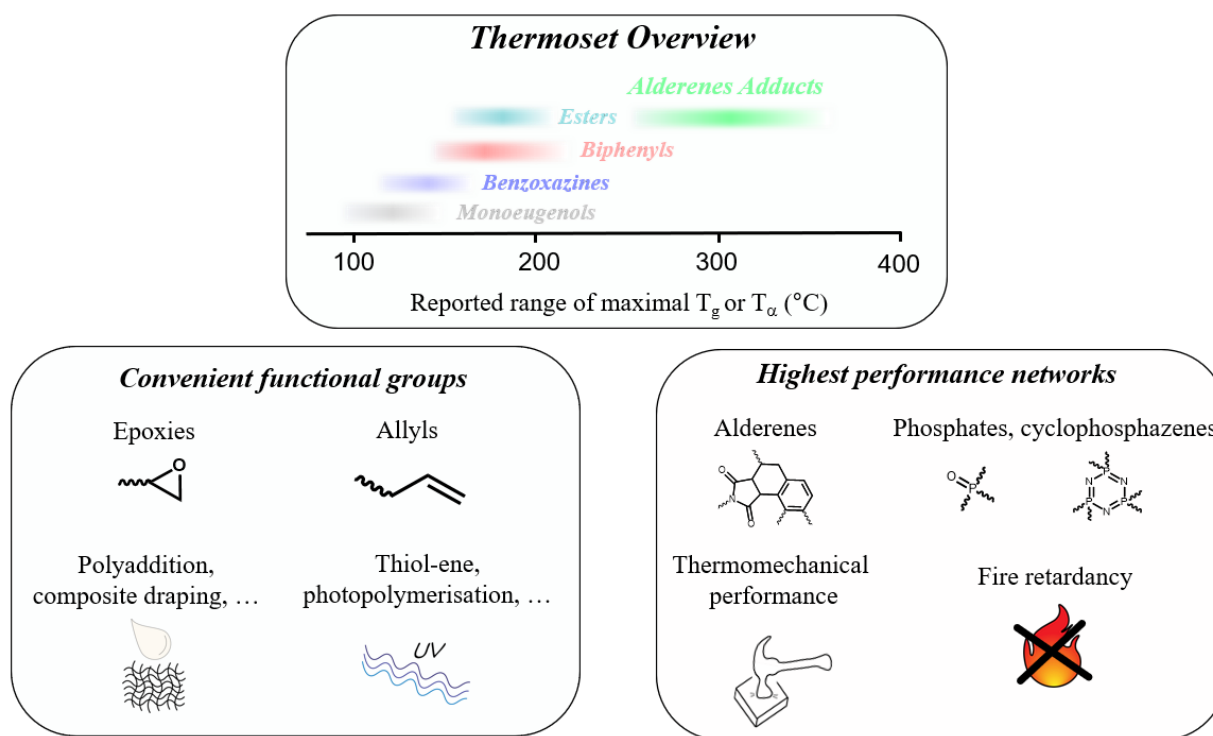 Thermoset Overview
Alderenes Adducts
Esters
Biphenyls
Benzoxazines
Monoeugenols
100 200 300 400
Reported range of maximal Tg or Tα (°C)
Convenient functional groups
Epoxies Allyls
O
Polyaddition,
composite draping, …
Thiol-ene,
photopolymerisation, …
UV
Highest performance networks
Alderenes Phosphates, cyclophosphazenes
O N O
O P
P N P N P N
Thermomechanical
performance
Fire retardancy